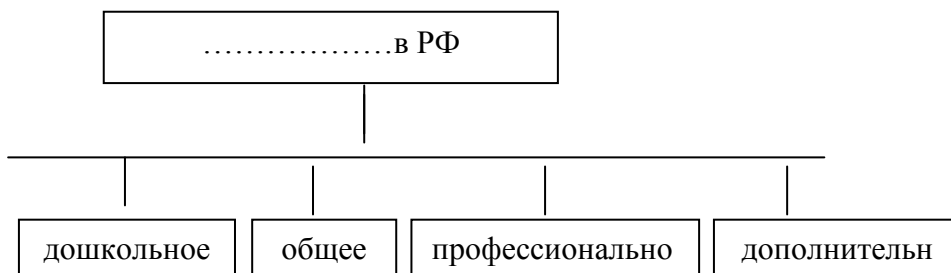 ………………в РФ
дошкольное
общее
профессионально
дополнительн